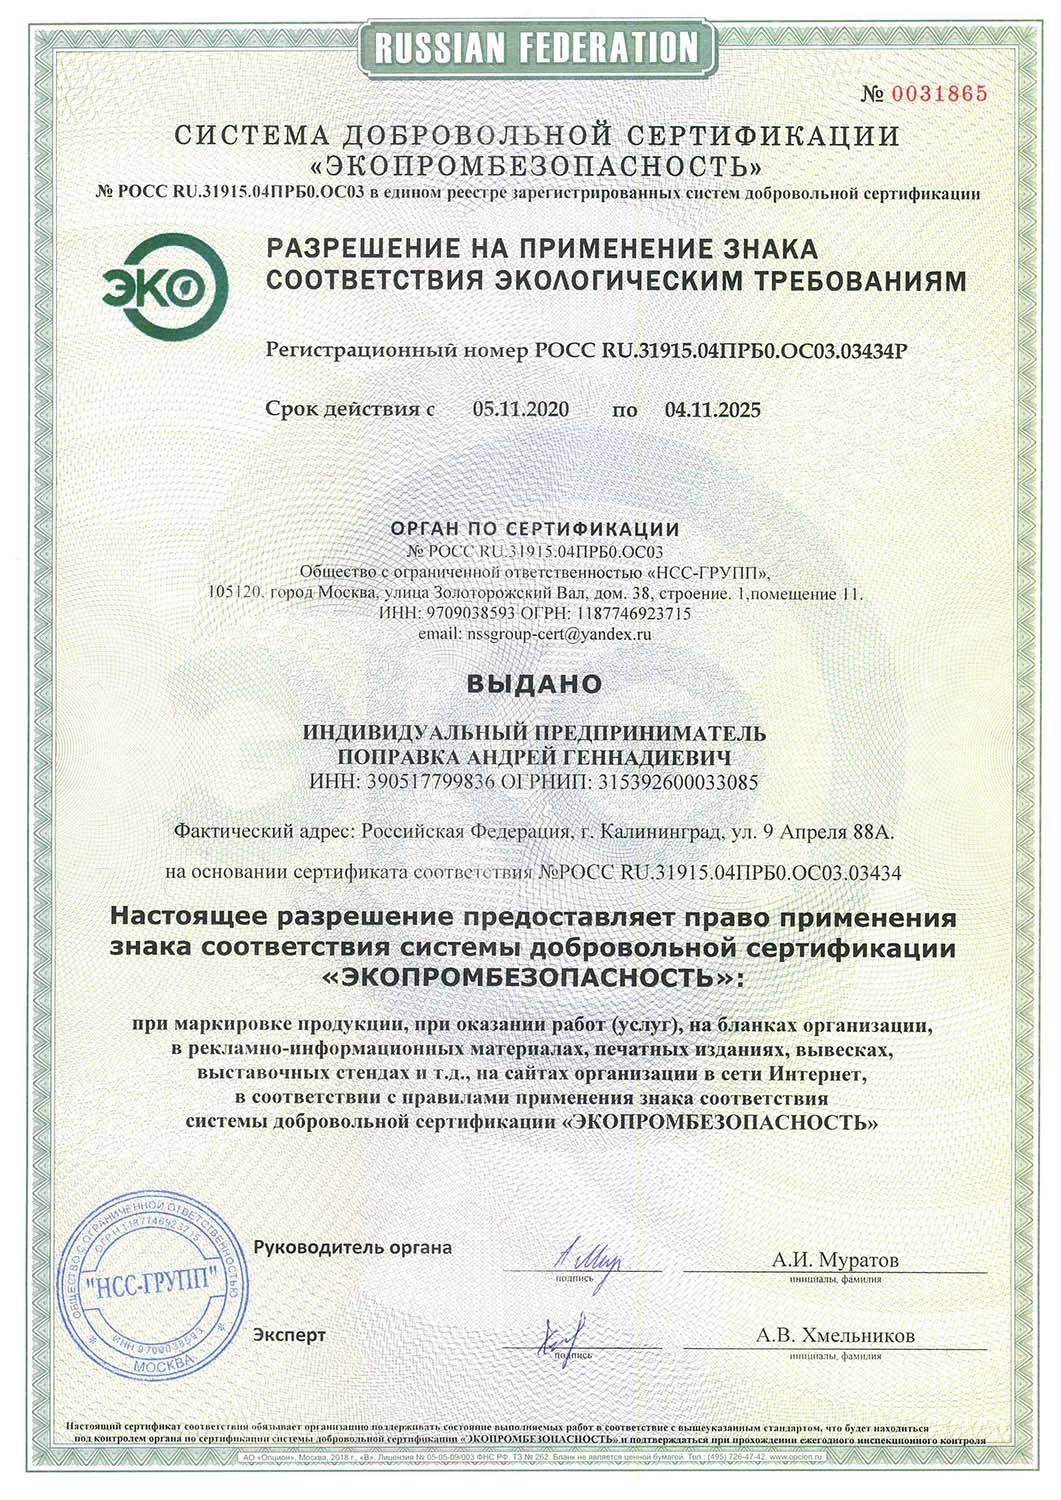 RUSSIAN FEDERATION
№ 0031865
СИСТЕМА ДОБРОВОЛЬНОЙ СЕРТИФИКАЦИИ
«ЭКОПРОМБЕЗОПАСНОСТЬ»
№ РОСС RU.31915.04ПРБ0.ОС03 в едином реестре зарегистрированных систем добровольной сертификации
ЭКО
РАЗРЕШЕНИЕ НА ПРИМЕНЕНИЕ ЗНАКА
СООТВЕТСТВИЯ ЭКОЛОГИЧЕСКИМ ТРЕБОВАНИЯМ
Регистрационный номер РОСС RU.31915.04ПРБ0.ОС03.03434Р
Срок действия с 05.11.2020 по 04.11.2025
ОРГАН ПО СЕРТИФИКАЦИИ
№ РОСС RU.31915.04ПРБ0.ОС03
Общество с ограниченной ответственностью «НСС-ГРУПП»,
105120, город Москва, улица Золоторожский Вал, дом. 38, строение. 1,помещение 11.
ИНН: 9709038593 ОГРН: 1187746923715
email: nssgroup-cert@yandex.ru
ВЫДАНО
ИНДИВИДУАЛЬНЫЙ ПРЕДПРИНИМАТЕЛЬ
ПОПРАВКА АНДРЕЙ ГЕННАДИЕВИЧ
ИНН: 390517799836 ОГРНИП: 315392600033085
Фактический адрес: Российская Федерация, г. Калининград, ул. 9 Апреля 88А.
на основании сертификата соответствия №РОСС RU.31915.04ПРБ0.ОС03.03434
Настоящее разрешение предоставляет право применения
знака соответствия системы добровольной сертификации
«ЭКОПРОМБЕЗОПАСНОСТЬ»:
при маркировке продукции, при оказании работ (услуг), на бланках организации,
в рекламно-информационных материалах, печатных изданиях, вывесках,
выставочных стендах и т.д., на сайтах организации в сети Интернет,
в соответствии с правилами применения знака соответствия
системы добровольной сертификации «ЭКОПРОМБЕЗОПАСНОСТЬ»
ОБЩЕСТВО С ОГРАНИЧЕННОЙ ОТВЕТСТВЕННОСТЬЮ
ОГРН 1187746923715
"НСС-ГРУПП"
ИНН 9709038593
МОСКВА
Руководитель органа
подпись
А.И. Муратов
инициалы, фамилия
Эксперт
подпись
А.В. Хмельников
инициалы, фамилия
Настоящий сертификат соответствия обязывает организацию поддерживать состояние выполняемых работ в соответствие с вышеуказанным стандартом, что будет находиться
под контролем органа по сертификации системы добровольной сертификации «ЭКОПРОМБЕЗОПАСНОСТЬ» и подтверждаться при прохождении ежегодного инспекционного контроля
АО «Опцион», Москва, 2018 г., «В». Лицензия № 05-05-09/003 ФНС РФ. ТЗ № 262. Бланк не является ценной бумагой. Тел.: (495) 726-47-42, www.opcion.ru